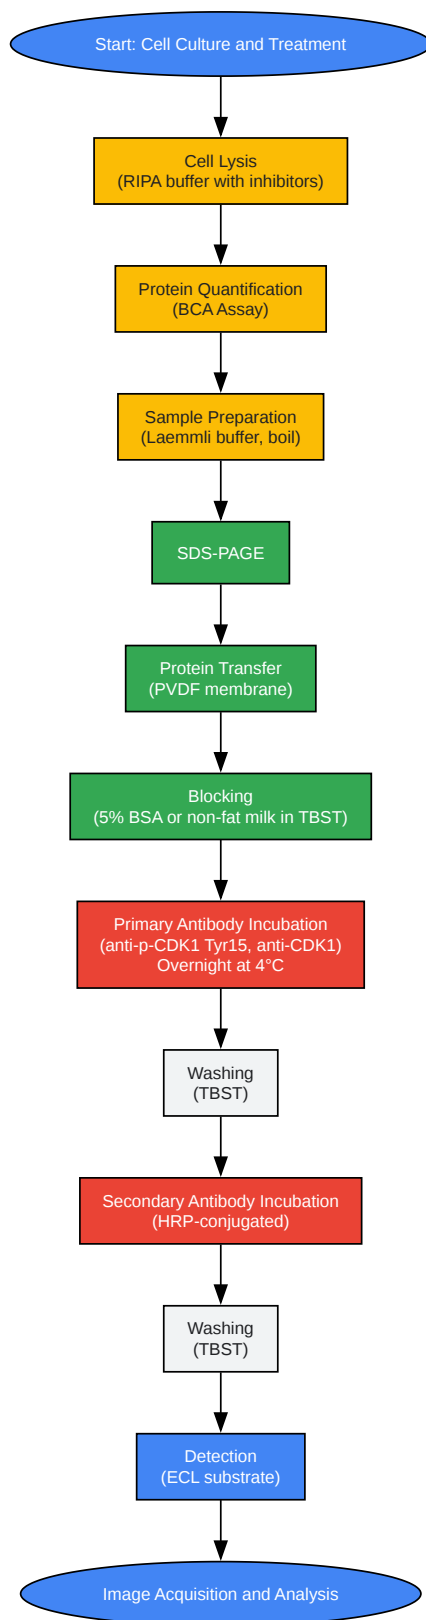 Start: Cell Culture and Treatment
Cell Lysis
(RIPA buffer with inhibitors)
Protein Quantification
(BCA Assay)
Sample Preparation
(Laemmli buffer, boil)
SDS-PAGE
Protein Transfer
(PVDF membrane)
Blocking
(5% BSA or non-fat milk in TBST)
Primary Antibody Incubation
(anti-p-CDK1 Tyr15, anti-CDK1)
Overnight at 4°C
Washing
(TBST)
Secondary Antibody Incubation
(HRP-conjugated)
Washing
(TBST)
Detection
(ECL substrate)
Image Acquisition and Analysis